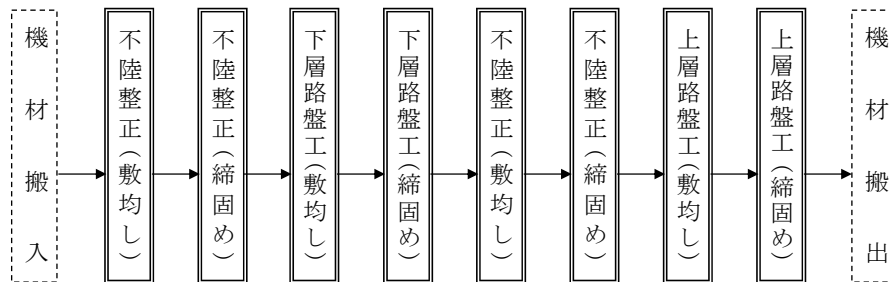 機材搬入
不陸整正（敷均し）
不陸整正（締固め）
下層路盤工（敷均し）
下層路盤工（締固め）
不陸整正（敷均し）
不陸整正（締固め）
上層路盤工（敷均し）
上層路盤工（締固め）
機材搬出